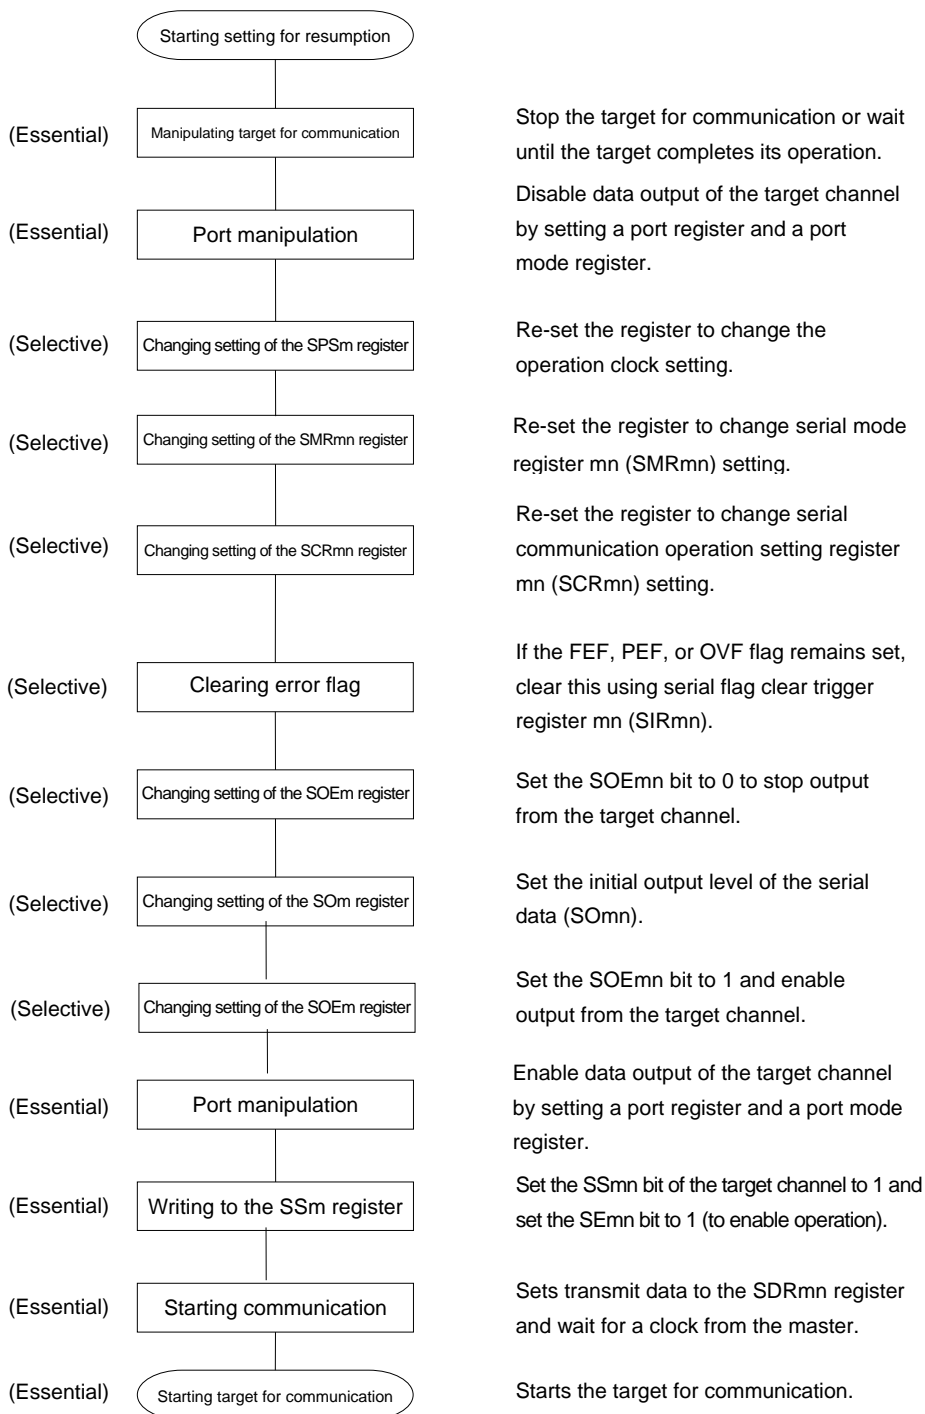 Starting setting for resumption
(Essential)
Manipulating target for communication
Stop the target for communication or wait
until the target completes its operation.
(Essential)
Port manipulation
Disable data output of the target channel
by setting a port register and a port
mode register.
(Selective)
Changing setting of the SPSm register
Re-set the register to change the
operation clock setting.
(Selective)
Changing setting of the SMRmn register
Re-set the register to change serial mode
register mn (SMRmn) setting.
(Selective)
Changing setting of the SCRmn register
Re-set the register to change serial
communication operation setting register
mn (SCRmn) setting.
(Selective)
Clearing error flag
If the FEF, PEF, or OVF flag remains set,
clear this using serial flag clear trigger
register mn (SIRmn).
(Selective)
Changing setting of the SOEm register
Set the SOEmn bit to 0 to stop output
from the target channel.
(Selective)
Changing setting of the SOm register
Set the initial output level of the serial
data (SOmn).
(Selective)
Changing setting of the SOEm register
Set the SOEmn bit to 1 and enable
output from the target channel.
(Essential)
Port manipulation
Enable data output of the target channel
by setting a port register and a port mode
register.
(Essential)
Writing to the SSm register
Set the SSmn bit of the target channel to 1 and
set the SEmn bit to 1 (to enable operation).
(Essential)
Starting communication
Sets transmit data to the SDRmn register
and wait for a clock from the master.
(Essential)
Starting target for communication
Starts the target for communication.